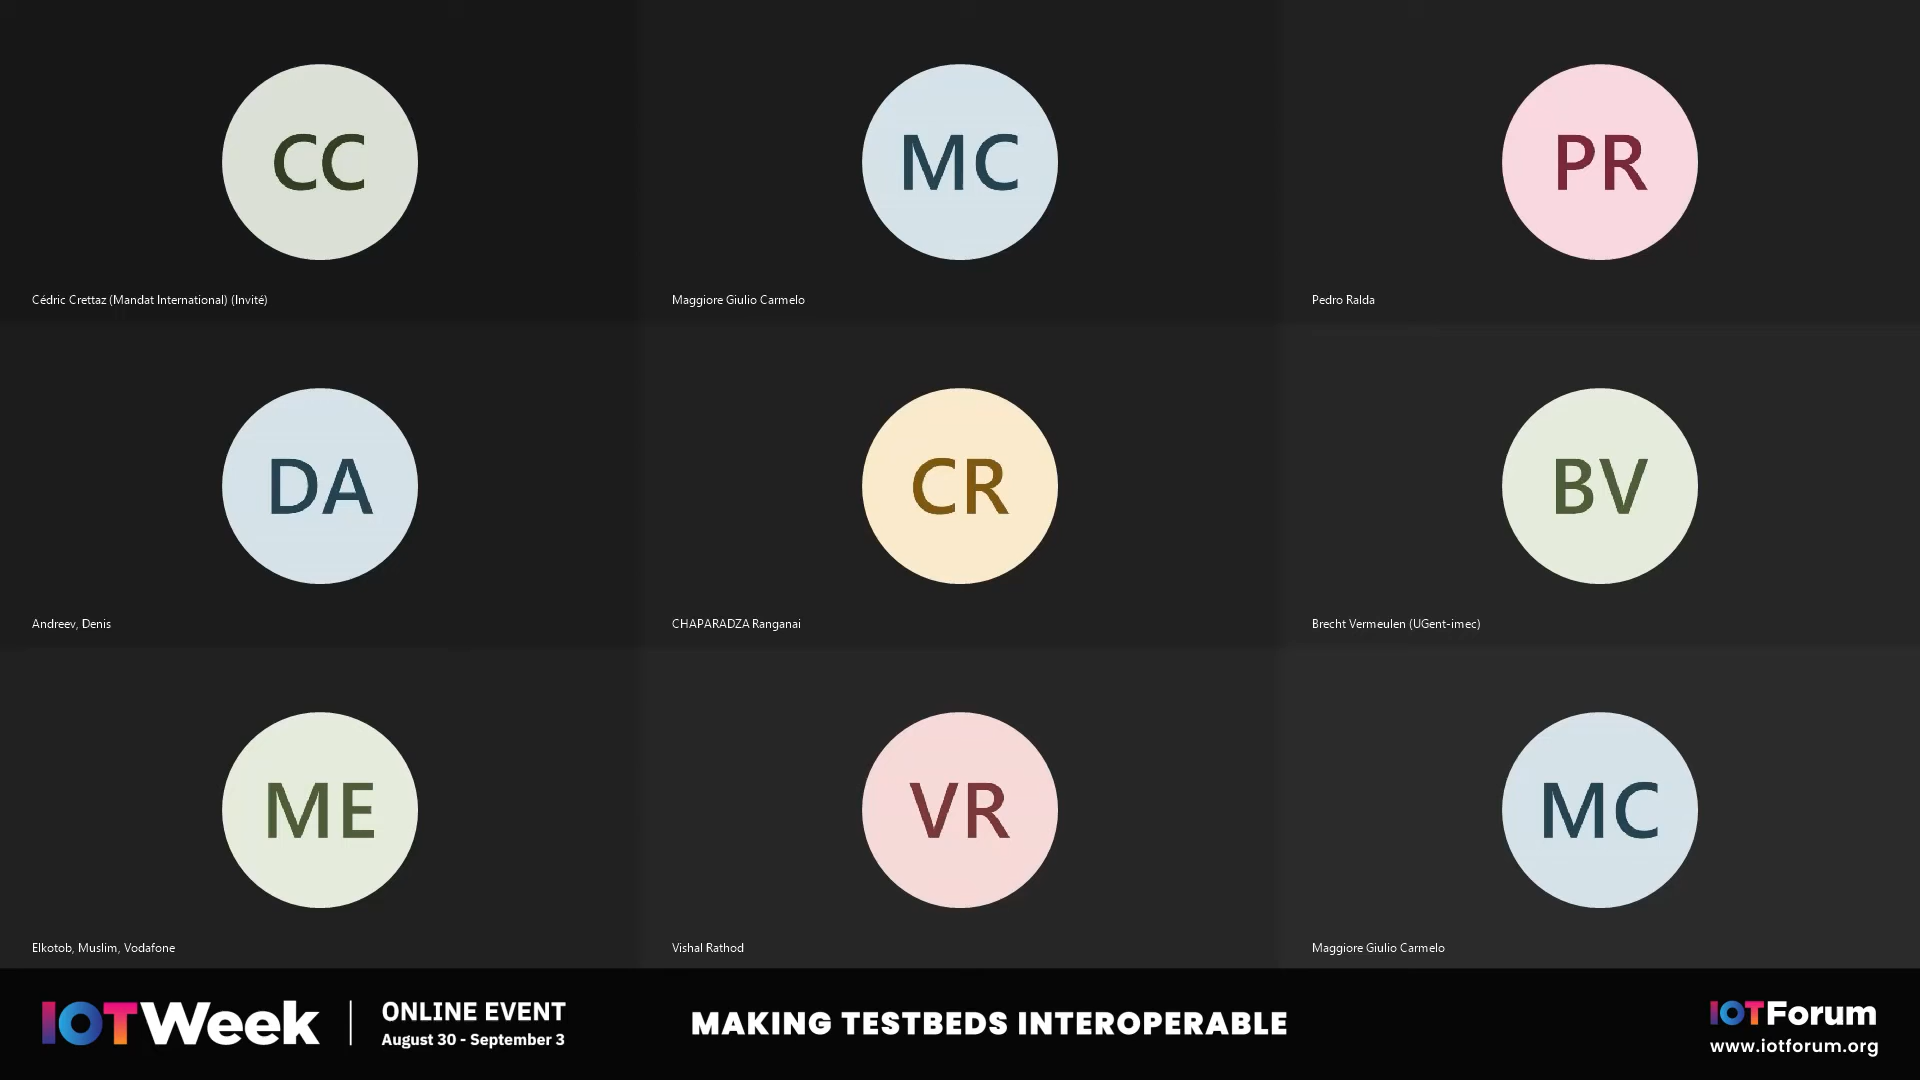 CC
MC
PR
Cédric Crettaz (Mandat International) (Invité)
Maggiore Giulio Carmelo
Pedro Ralda
DA
CR
BV
Andreev, Denis
CHAPARADZA Ranganai
Brecht Vermeulen (UGent-imec)
ME
VR
MC
Elkotob, Muslim, Vodafone
Vishal Rathod
Maggiore Giulio Carmelo
IOTWeek
ONLINE EVENT
August 30 - September 3
MAKING TESTBEDS INTEROPERABLE
IOTForum
www.iotforum.org